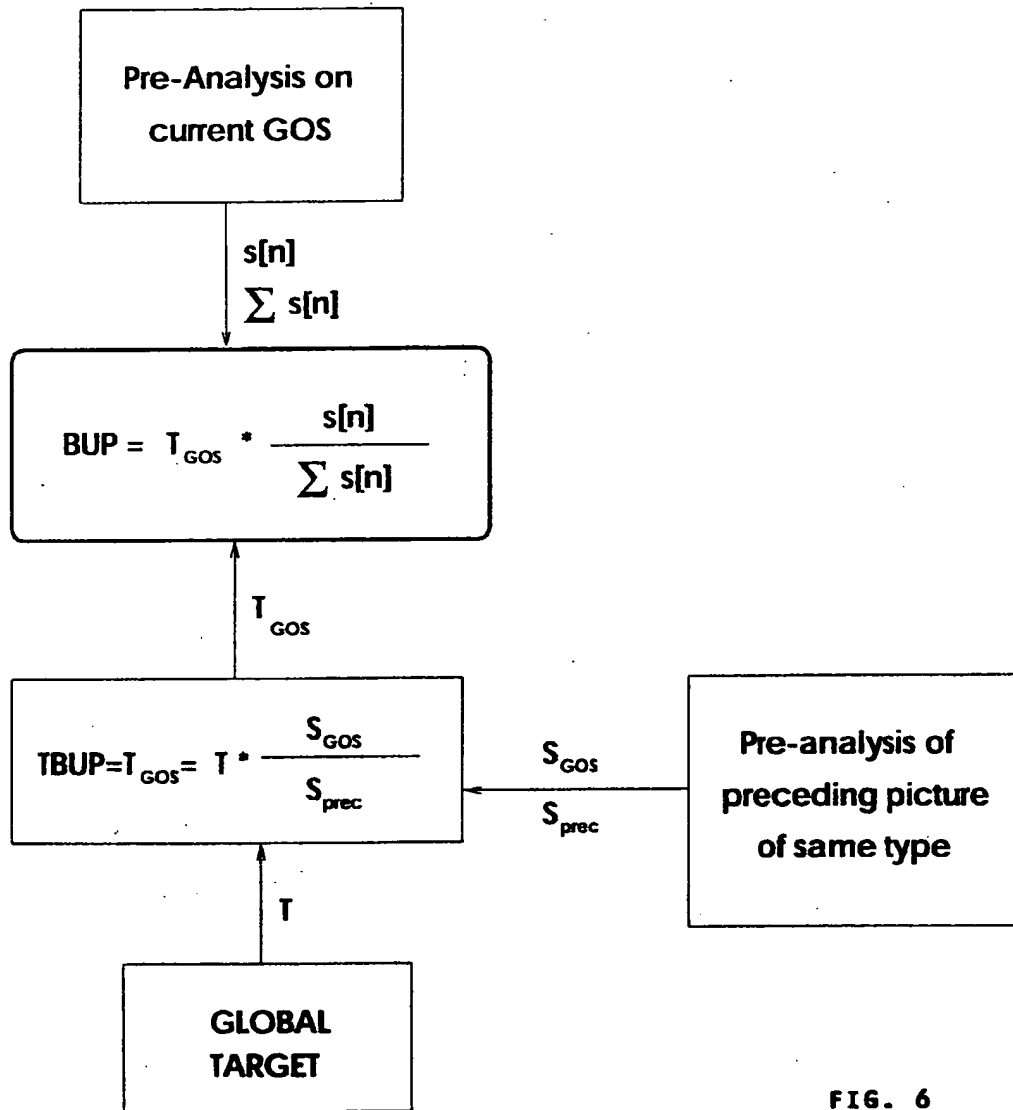 Pre-Analysis on
current GOS
s[n]
∑ s[n]
BUP = T_GOS * s[n]
∑ s[n]
T_GOS
TBUP=T_GOS= T * S_GOS
S_prec
S_GOS
S_prec
Pre-analysis of
preceding picture
of same type
T
GLOBAL
TARGET
FIG. 6